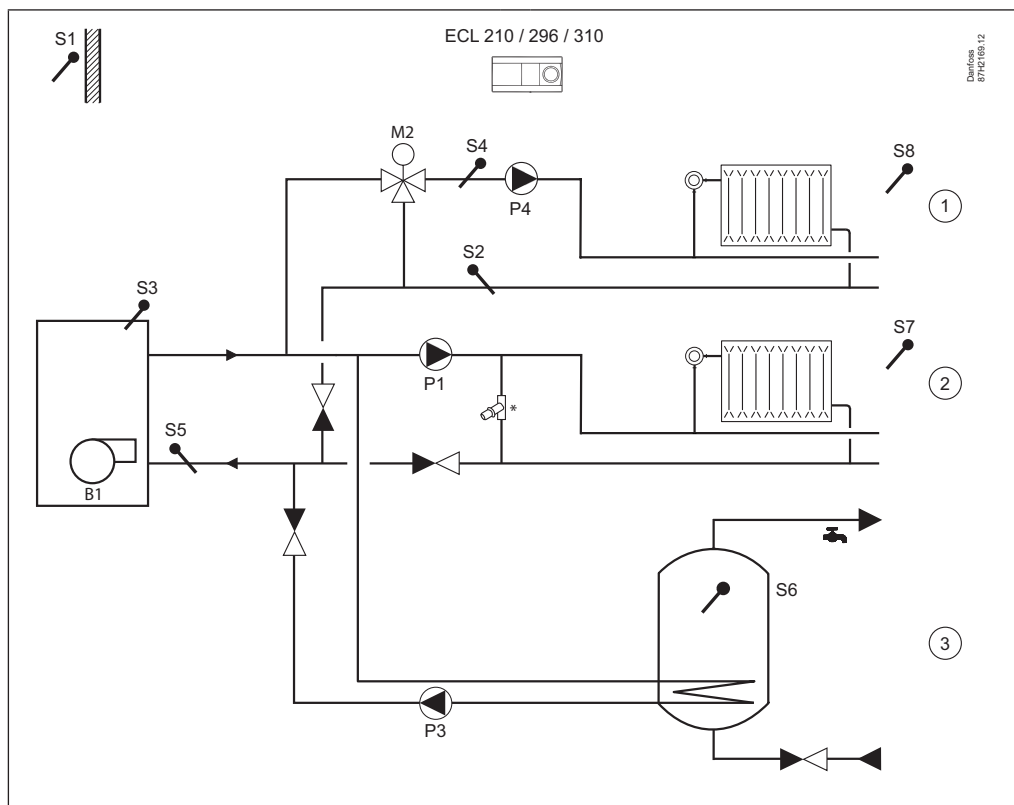 S1
ECL 210 / 296 / 310
Danfoss
87H2169.12
M2
S4
S8
P4
1
S2
S3
S7
P1
*
2
S5
B1
S6
3
P3